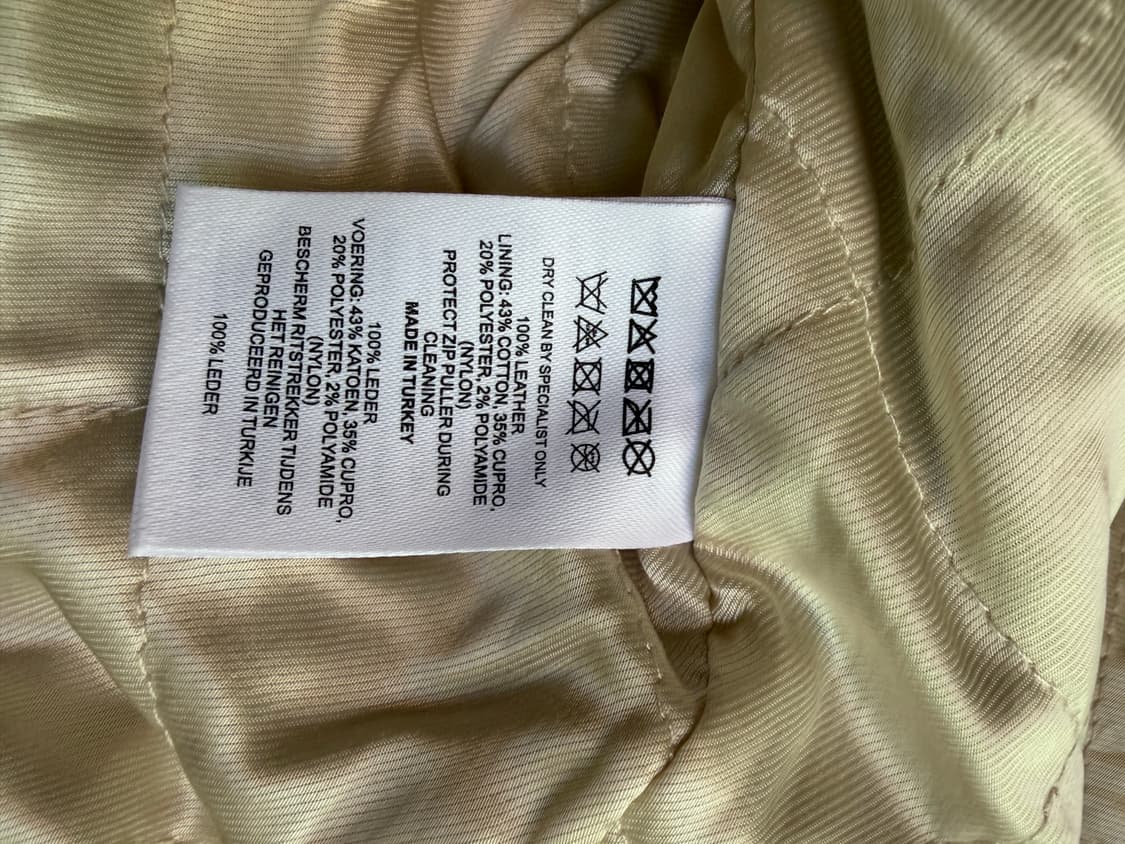 DRY CLEAN BY SPECIALIST ONLY
100% LEATHER
LINING: 43% COTTON, 35% CUPRO,
20% POLYESTER, 2% POLYAMIDE
(NYLON)
PROTECT ZIP PULLER DURING
CLEANING
MADE IN TURKEY
100% LEDER
VOERING: 43% KATOEN, 35% CUPRO,
20% POLYESTER, 2% POLYAMIDE
(NYLON)
BESCHERM RITSTREKKER TIJDENS
HET REINIGEN
GEPRODUCEERD IN TURKIJE
100% LEDER